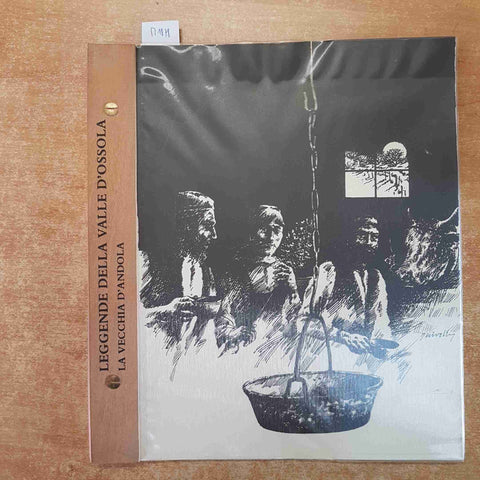 LEGGENDE DELLA VALLE D'OSSOLA
LA VECCHIA D'ANDOLA